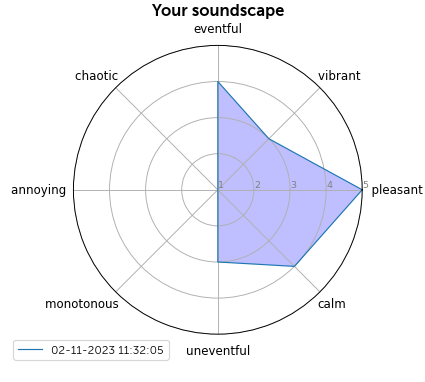 Your soundscape
eventful
chaotic
vibrant
annoying
1 2 3 4 5
pleasant
monotonous
calm
uneventful
02-11-2023 11:32:05